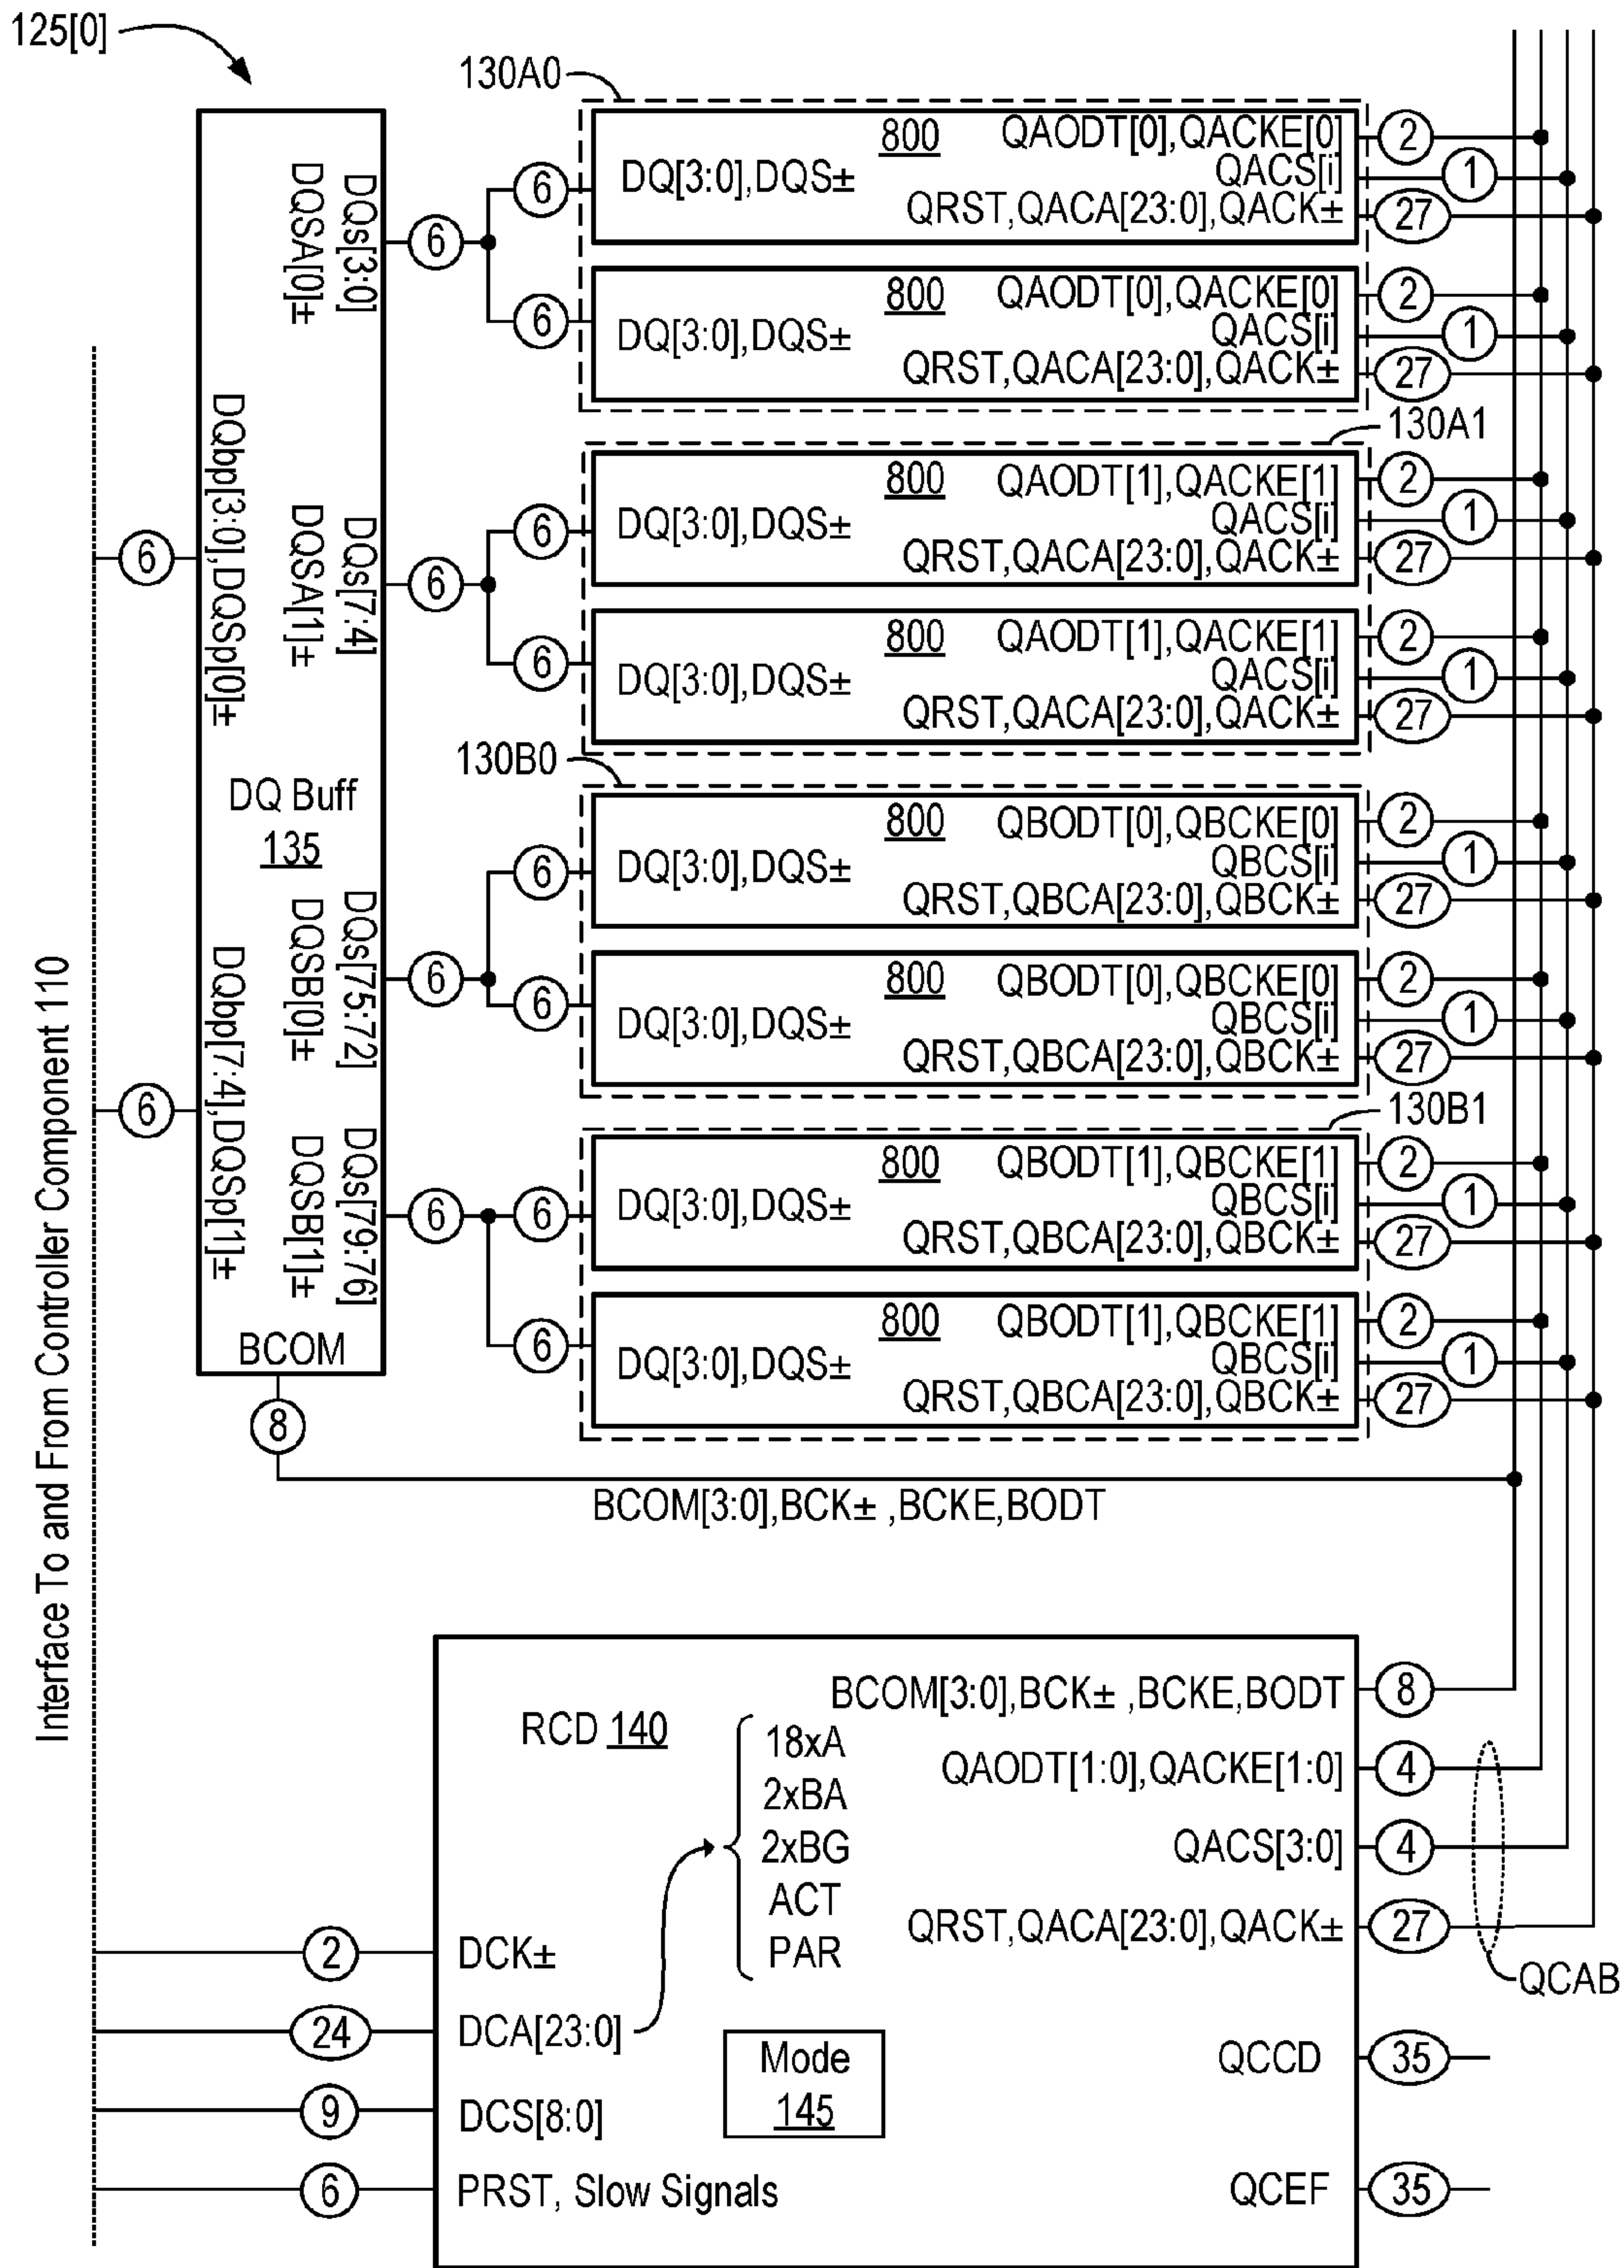 125[0]
130A0
DQs[3:0]
DQSA[0]±
6
6
6
800
QAODT[0],QACKE[0]
DQ[3:0],DQS±
QACS[i]
QRST,QACA[23:0],QACK±
2
1
27
800
QAODT[0],QACKE[0]
DQ[3:0],DQS±
QACS[i]
QRST,QACA[23:0],QACK±
2
1
27
130A1
DQbp[3:0],DQSp[0]±
6
DQs[7:4]
DQSA[1]±
6
6
6
800
QAODT[1],QACKE[1]
DQ[3:0],DQS±
QACS[i]
QRST,QACA[23:0],QACK±
2
1
27
800
QAODT[1],QACKE[1]
DQ[3:0],DQS±
QACS[i]
QRST,QACA[23:0],QACK±
2
1
27
130B0
DQ Buff
135
DQs[75:72]
DQSB[0]±
6
6
6
800
QBODT[0],QBCKE[0]
DQ[3:0],DQS±
QBCS[i]
QRST,QBCA[23:0],QBCK±
2
1
27
800
QBODT[0],QBCKE[0]
DQ[3:0],DQS±
QBCS[i]
QRST,QBCA[23:0],QBCK±
2
1
27
130B1
DQbp[7:4],DQSp[1]±
6
DQs[79:76]
DQSB[1]±
6
6
6
800
QBODT[1],QBCKE[1]
DQ[3:0],DQS±
QBCS[i]
QRST,QBCA[23:0],QBCK±
2
1
27
800
QBODT[1],QBCKE[1]
DQ[3:0],DQS±
QBCS[i]
QRST,QBCA[23:0],QBCK±
2
1
27
BCOM
8
BCOM[3:0],BCK± ,BCKE,BODT
Interface To and From Controller Component 110
RCD 140
18xA
2xBA
2xBG
ACT
PAR
BCOM[3:0],BCK± ,BCKE,BODT
8
QAODT[1:0],QACKE[1:0]
4
QACS[3:0]
4
QRST,QACA[23:0],QACK±
27
QCAB
2
DCK±
24
DCA[23:0]
9
DCS[8:0]
6
PRST, Slow Signals
Mode
145
QCCD
35
QCEF
35